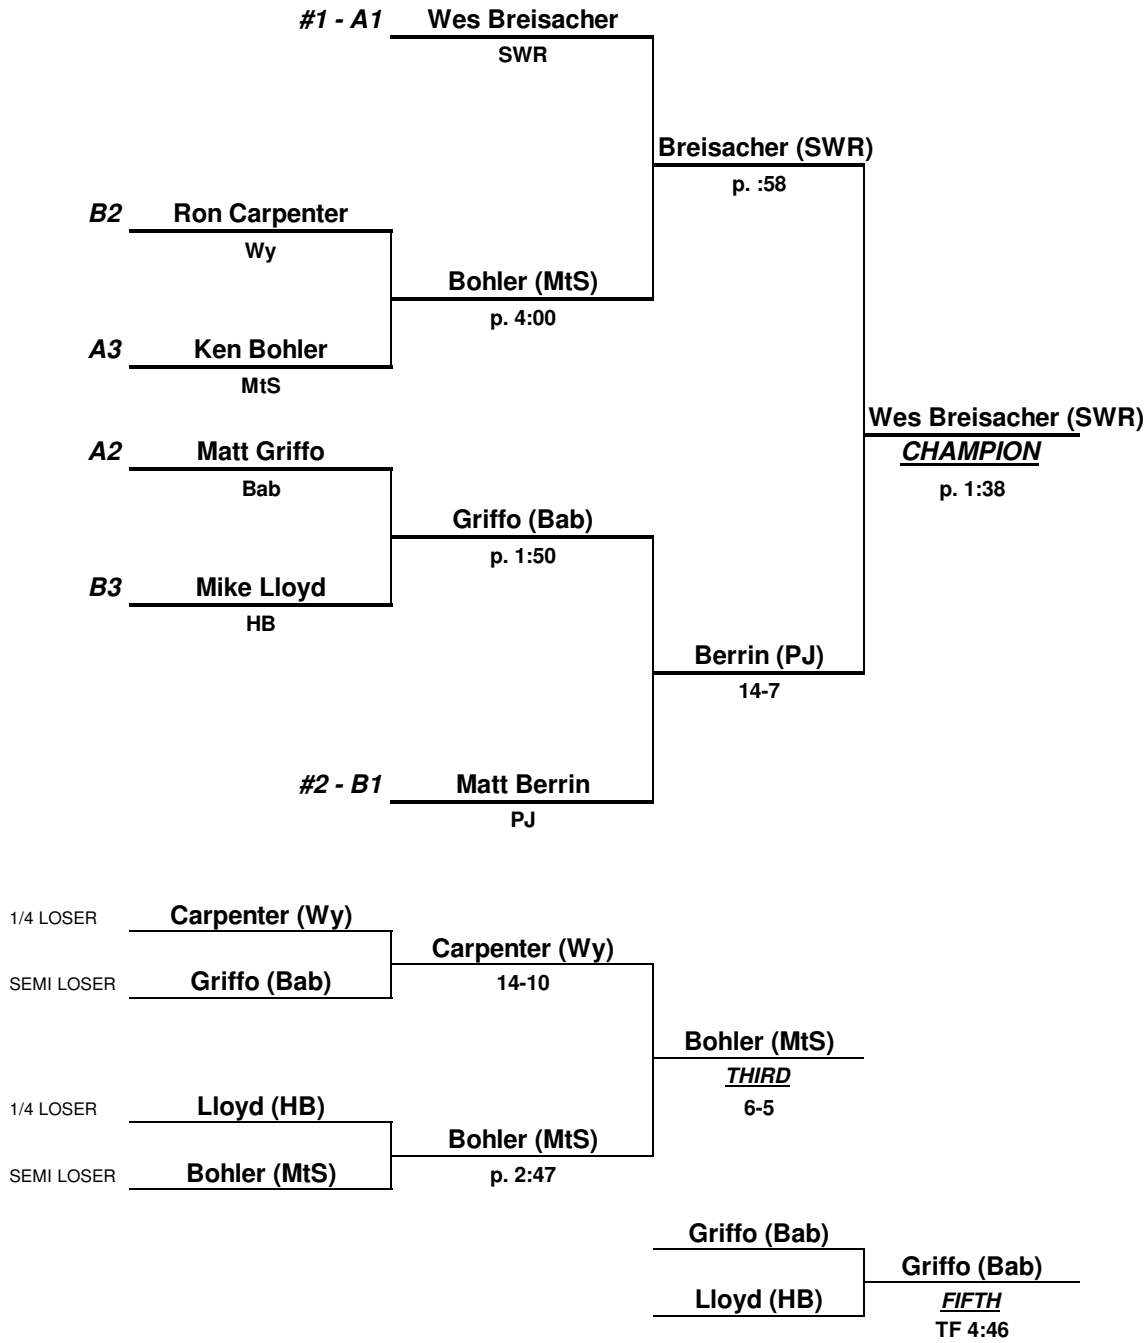 #1 - A1 Wes Breisacher
SWR
Breisacher (SWR)
p. :58
B2 Ron Carpenter
Wy
Bohler (MtS)
p. 4:00
A3 Ken Bohler
MtS
Wes Breisacher (SWR)
CHAMPION
p. 1:38
A2 Matt Griffo
Bab
Griffo (Bab)
p. 1:50
B3 Mike Lloyd
HB
Berrin (PJ)
14-7
#2 - B1 Matt Berrin
PJ
1/4 LOSER Carpenter (Wy)
Carpenter (Wy)
14-10
SEMI LOSER Griffo (Bab)
Bohler (MtS)
THIRD
6-5
1/4 LOSER Lloyd (HB)
Bohler (MtS)
p. 2:47
SEMI LOSER Bohler (MtS)
Griffo (Bab)
Griffo (Bab)
FIFTH
TF 4:46
Lloyd (HB)